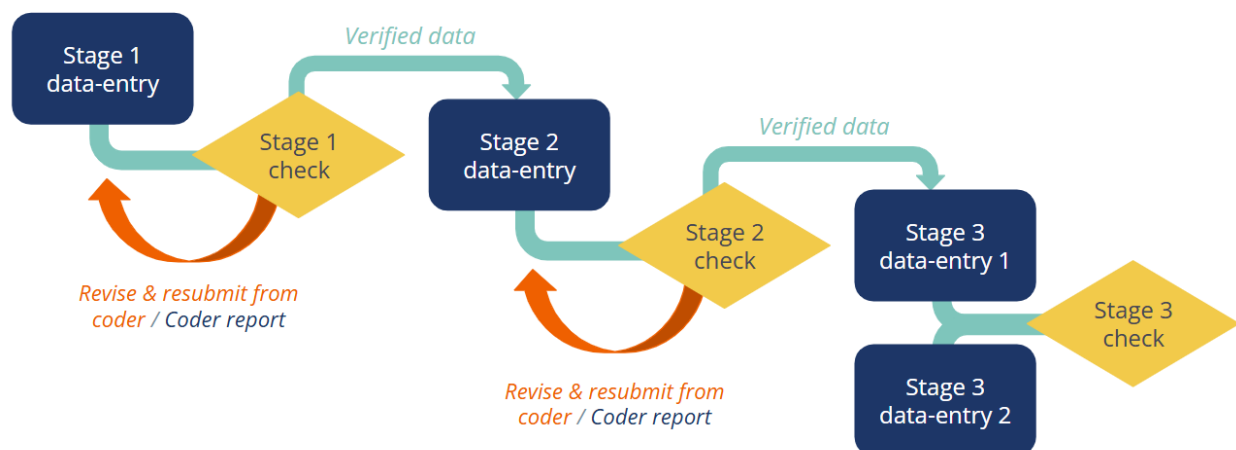 Stage 1
data-entry
Verified data
Stage 1
check
Stage 2
data-entry
Verified data
Revise & resubmit from
coder / Coder report
Stage 2
check
Stage 3
data-entry 1
Stage 3
check
Revise & resubmit from
coder / Coder report
Stage 3
data-entry 2